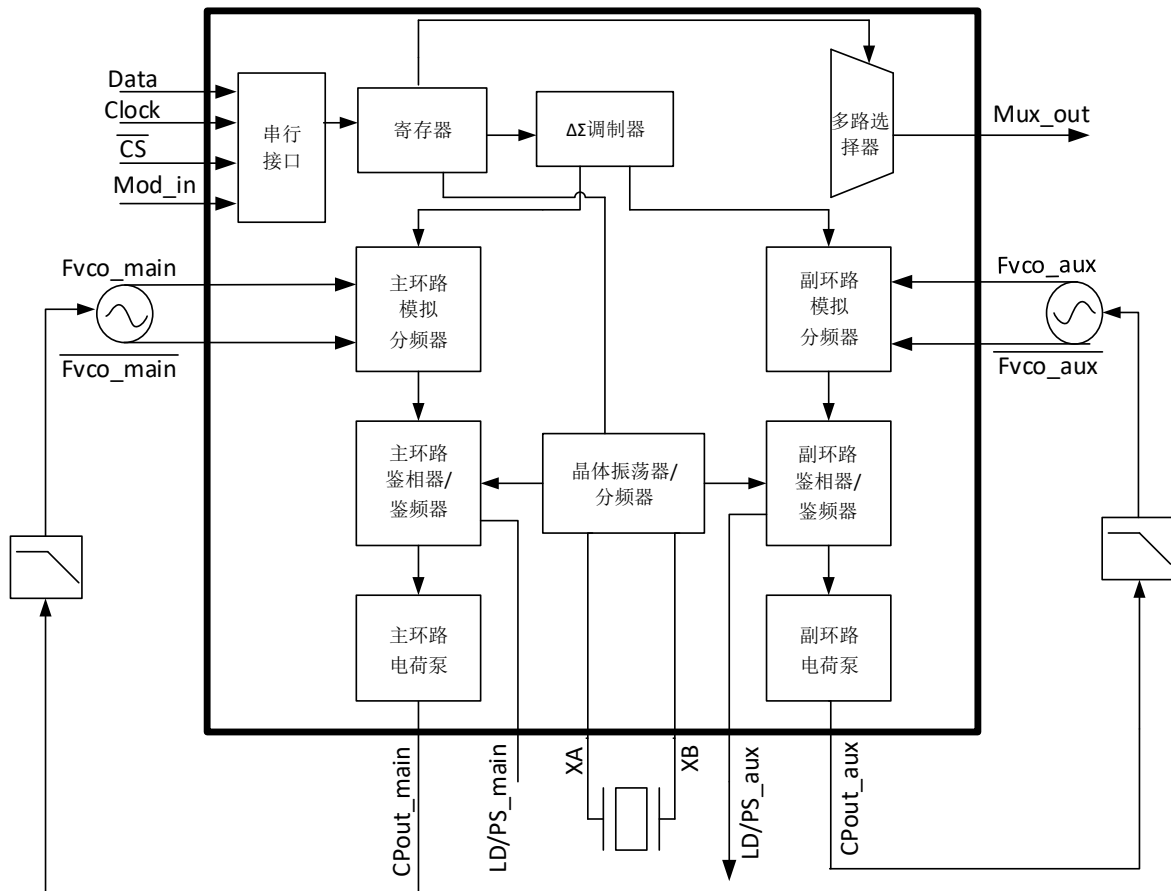 Data
Clock
CS
Mod_in
串行
接口
寄存器
ΔΣ调制器
多路选
择器
Mux_out
Fvco_main
Fvco_main
主环路
模拟
分频器
副环路
模拟
分频器
Fvco_aux
Fvco_aux
主环路
鉴相器/
鉴频器
晶体振荡器/
分频器
副环路
鉴相器/
鉴频器
主环路
电荷泵
副环路
电荷泵
CPout_main
LD/PS_main
XA
XB
LD/PS_aux
CPout_aux